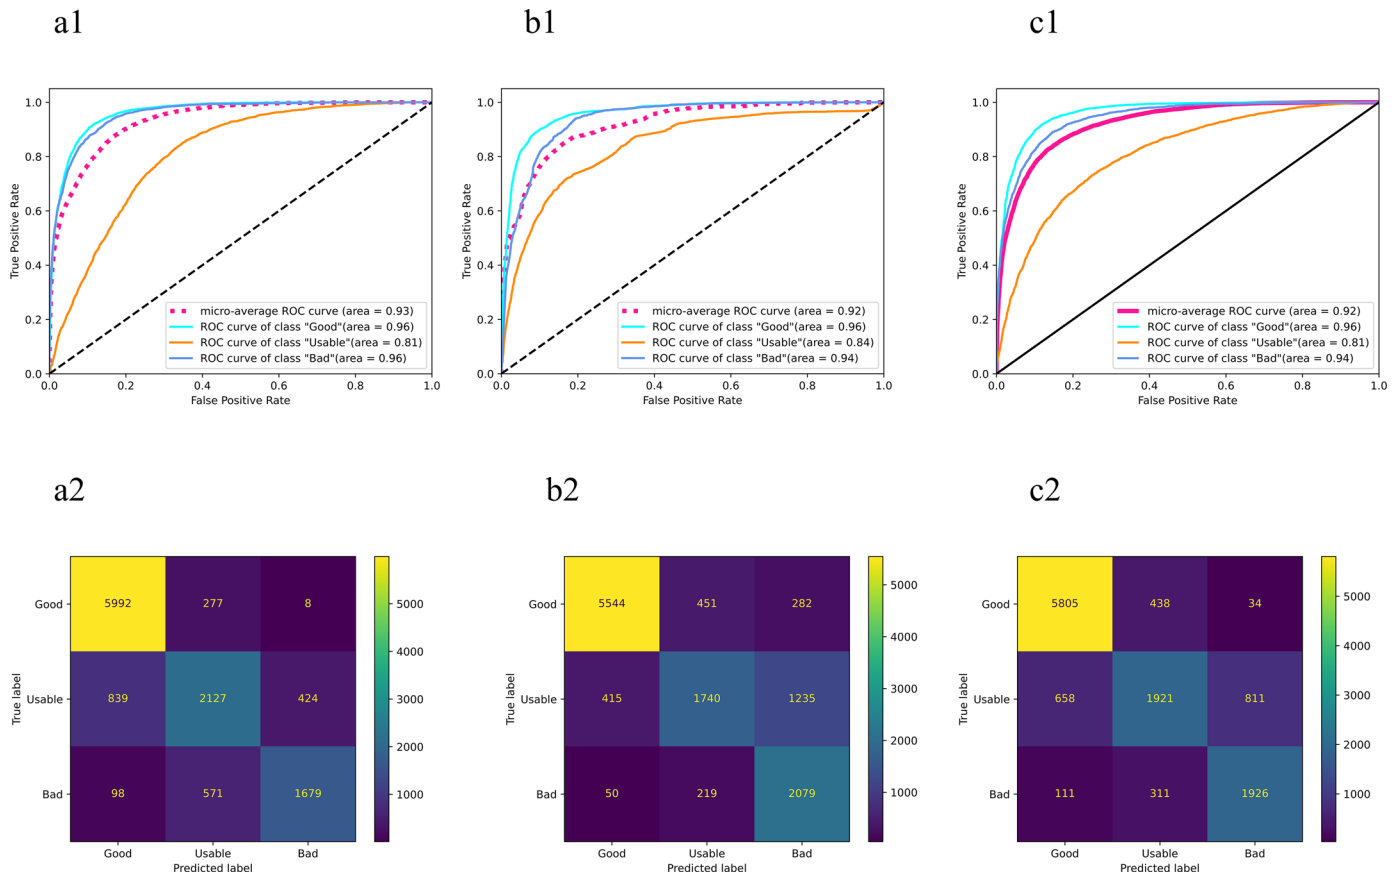 a1
b1
c1
1.0
0.8
0.6
0.4
0.2
0.0
True Positive Rate
micro-average ROC curve (area = 0.93)
ROC curve of class "Good"(area = 0.96)
ROC curve of class "Usable"(area = 0.81)
ROC curve of class "Bad"(area = 0.96)
0.0 0.2 0.4 0.6 0.8 1.0
False Positive Rate
1.0
0.8
0.6
0.4
0.2
0.0
True Positive Rate
micro-average ROC curve (area = 0.92)
ROC curve of class "Good"(area = 0.96)
ROC curve of class "Usable"(area = 0.84)
ROC curve of class "Bad"(area = 0.94)
0.0 0.2 0.4 0.6 0.8 1.0
False Positive Rate
1.0
0.8
0.6
0.4
0.2
0.0
True Positive Rate
micro-average ROC curve (area = 0.92)
ROC curve of class "Good"(area = 0.96)
ROC curve of class "Usable"(area = 0.81)
ROC curve of class "Bad"(area = 0.94)
0.0 0.2 0.4 0.6 0.8 1.0
False Positive Rate
a2
b2
c2
True label
Good 5992 277 8
Usable 839 2127 424
Bad 98 571 1679
Good Usable Bad
Predicted label
5000
4000
3000
2000
1000
True label
Good 5544 451 282
Usable 415 1740 1235
Bad 50 219 2079
Good Usable Bad
Predicted label
5000
4000
3000
2000
1000
True label
Good 5805 438 34
Usable 658 1921 811
Bad 111 311 1926
Good Usable Bad
Predicted label
5000
4000
3000
2000
1000